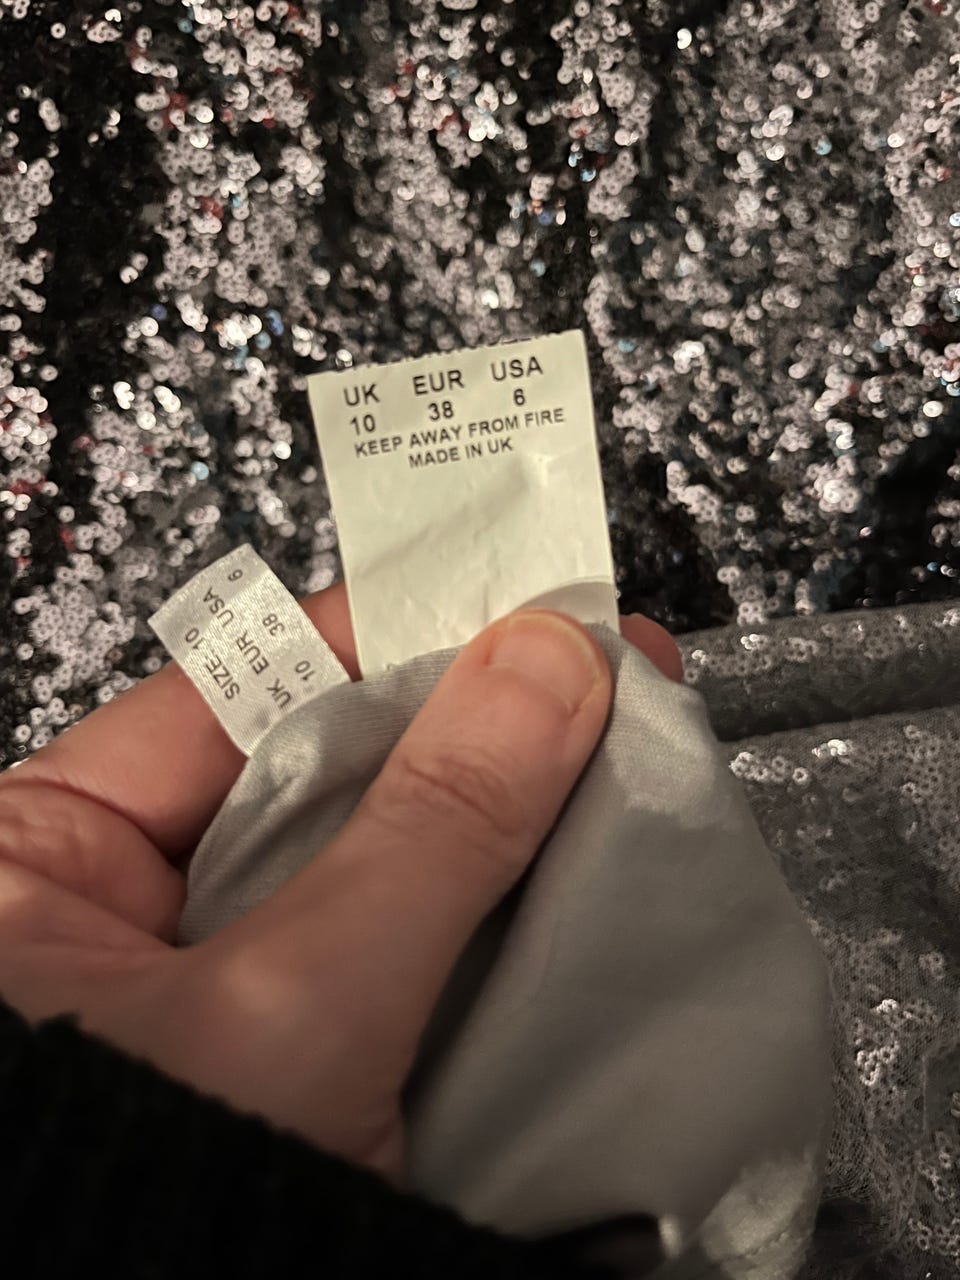 UK EUR USA
10 38 6
KEEP AWAY FROM FIRE
MADE IN UK
SIZE: 10
UK EUR USA
10 38 6